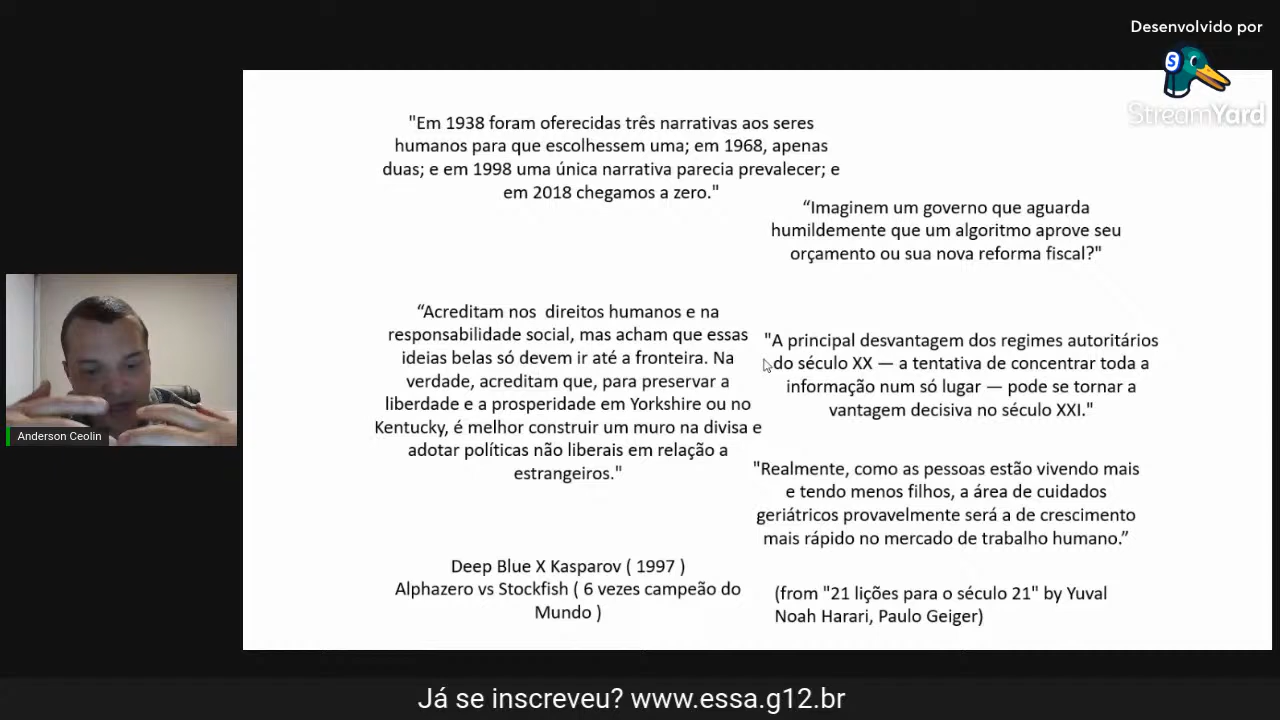 Desenvolvido por
S
StreamYard
"Em 1938 foram oferecidas três narrativas aos seres
humanos para que escolhessem uma; em 1968, apenas
duas; e em 1998 uma única narrativa parecia prevalecer; e
em 2018 chegamos a zero."
“Imaginem um governo que aguarda
humildemente que um algoritmo aprove seu
orçamento ou sua nova reforma fiscal?"
“Acreditam nos  direitos humanos e na
responsabilidade social, mas acham que essas
ideias belas só devem ir até a fronteira. Na
verdade, acreditam que, para preservar a
liberdade e a prosperidade em Yorkshire ou no
Kentucky, é melhor construir um muro na divisa e
adotar políticas não liberais em relação a
estrangeiros."
"A principal desvantagem dos regimes autoritários
do século XX — a tentativa de concentrar toda a
informação num só lugar — pode se tornar a
vantagem decisiva no século XXI."
"Realmente, como as pessoas estão vivendo mais
e tendo menos filhos, a área de cuidados
geriátricos provavelmente será a de crescimento
mais rápido no mercado de trabalho humano.”
Deep Blue X Kasparov ( 1997 )
Alphazero vs Stockfish ( 6 vezes campeão do
Mundo )
(from "21 lições para o século 21" by Yuval
Noah Harari, Paulo Geiger)
Anderson Ceolin
Já se inscreveu? www.essa.g12.br